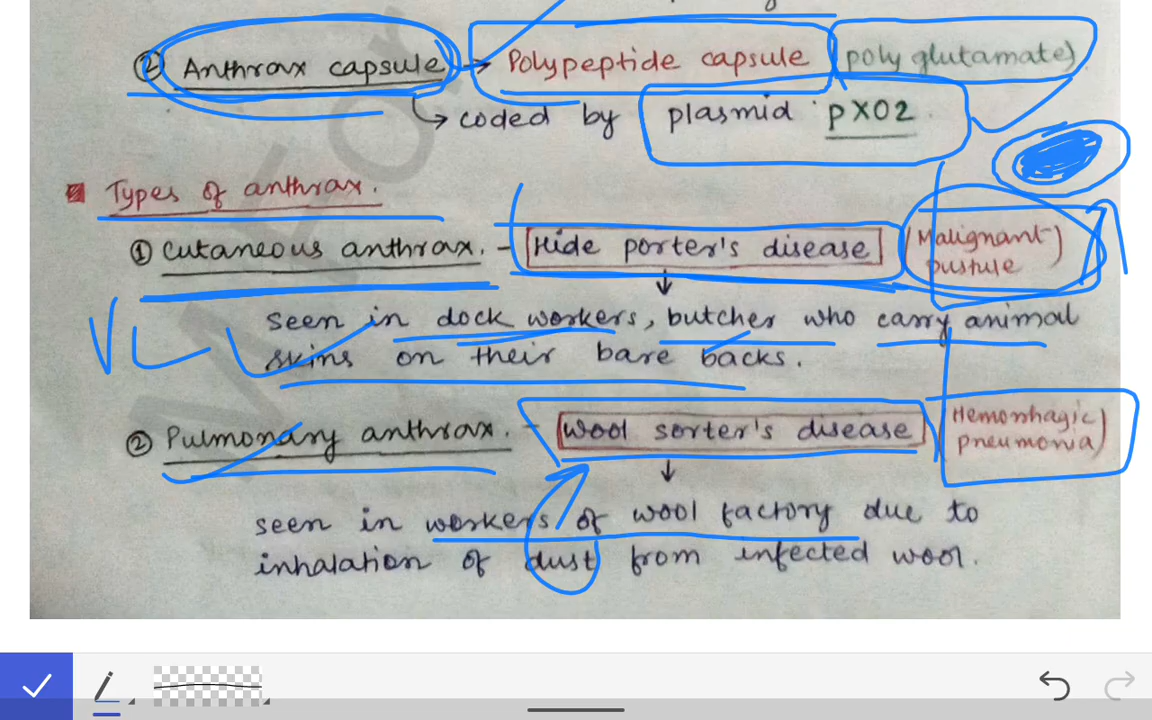 ② Anthrax capsule → Polypeptide capsule (poly glutamate)
↳ coded by plasmid pX02
Types of anthrax.
① Cutaneous anthrax. - Hide porter's disease (Malignant pustule)
↓
seen in dock workers, butcher who carry animal
skins on their bare backs.
② Pulmonary anthrax. - Wool sorter's disease (Hemorrhagic pneumonia)
↓
seen in workers of wool factory due to
inhalation of dust from infected wool.